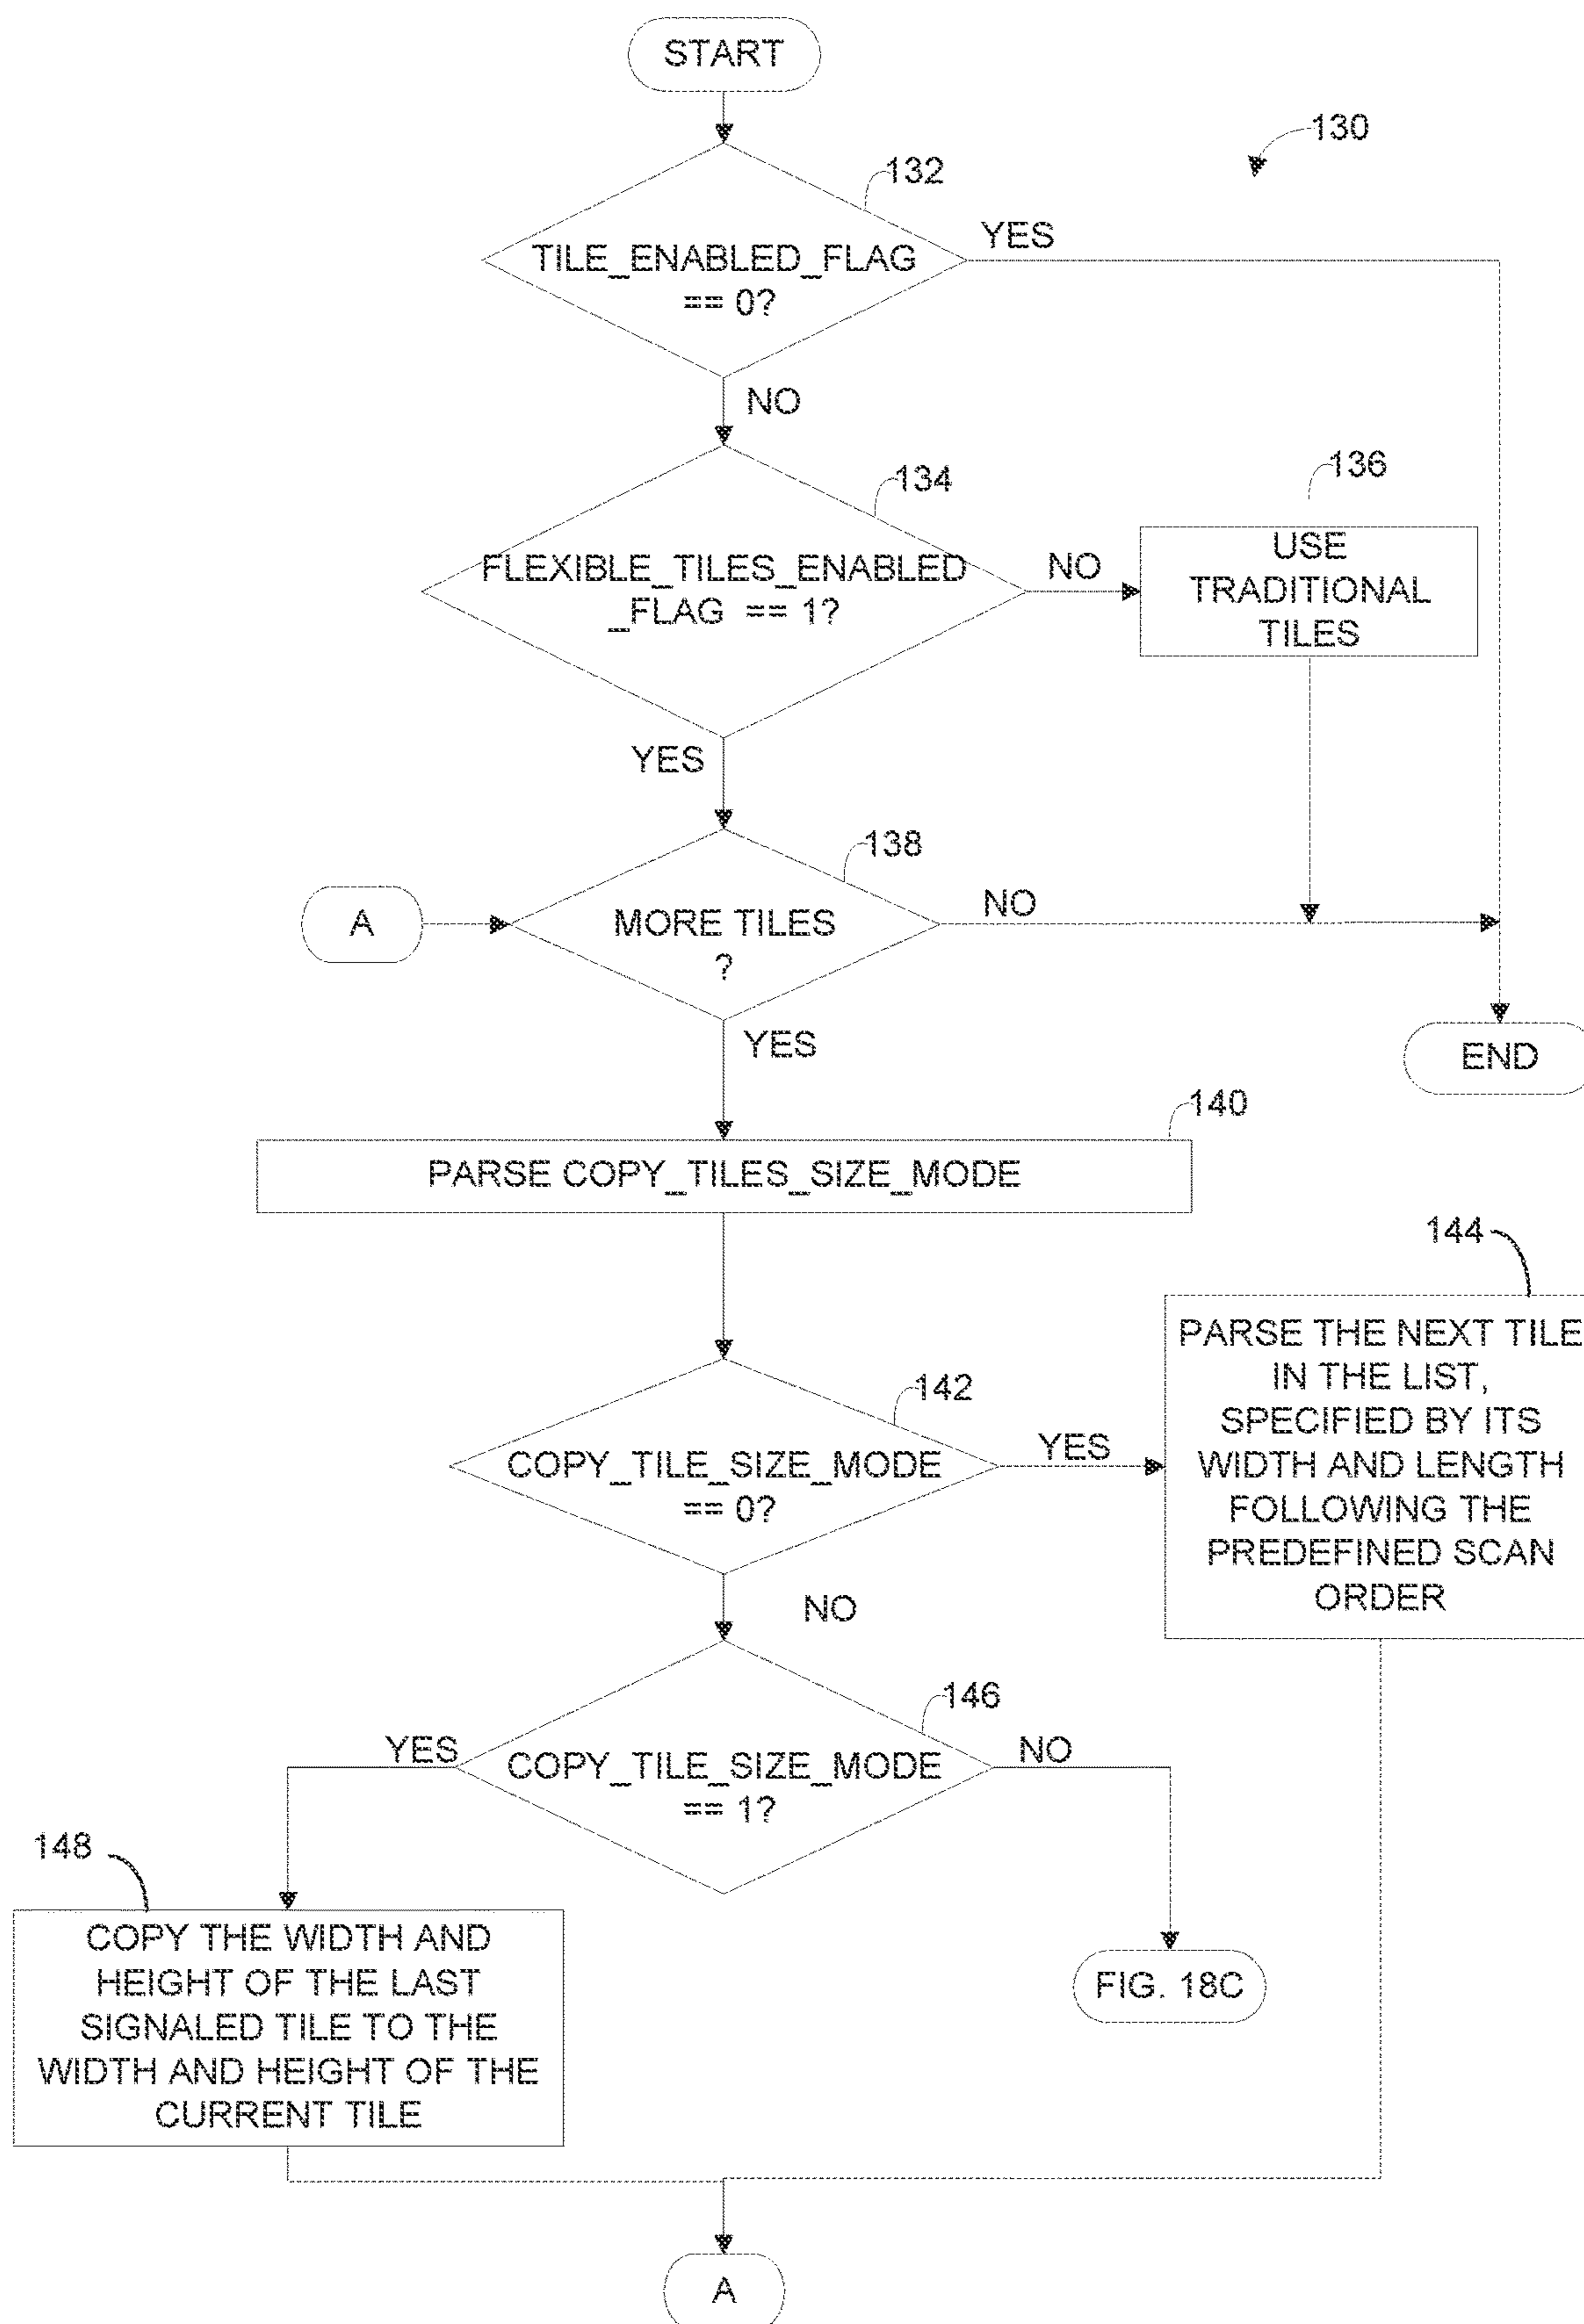 START
130
132
TILE_ENABLED_FLAG
== 0?
YES
NO
134
136
FLEXIBLE_TILES_ENABLED
_FLAG == 1?
NO
USE
TRADITIONAL
TILES
YES
138
A
MORE TILES
?
NO
YES
END
140
PARSE COPY_TILES_SIZE_MODE
144
142
COPY_TILE_SIZE_MODE
== 0?
YES
PARSE THE NEXT TILE
IN THE LIST,
SPECIFIED BY ITS
WIDTH AND LENGTH
FOLLOWING THE
PREDEFINED SCAN
ORDER
NO
146
YES
COPY_TILE_SIZE_MODE
== 1?
NO
148
COPY THE WIDTH AND
HEIGHT OF THE LAST
SIGNALED TILE TO THE
WIDTH AND HEIGHT OF THE
CURRENT TILE
FIG. 18C
A